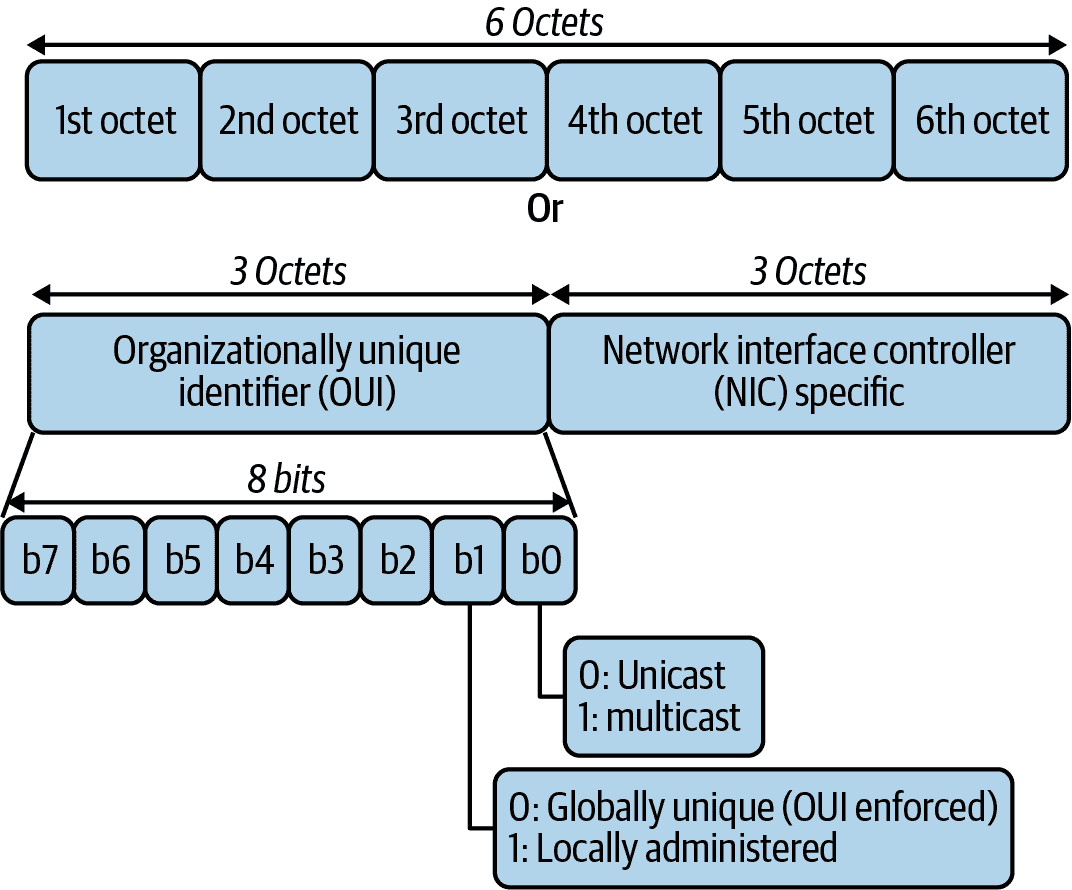 6 Octets
1st octet 2nd octet 3rd octet 4th octet 5th octet 6th octet
Or
3 Octets 3 Octets
Organizationally unique
identifier (OUI)
Network interface controller
(NIC) specific
8 bits
b7 b6 b5 b4 b3 b2 b1 b0
0: Unicast
1: multicast
0: Globally unique (OUI enforced)
1: Locally administered